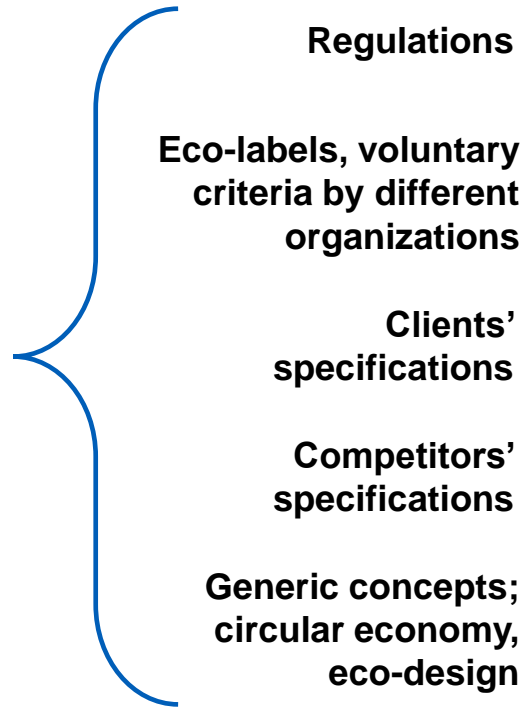 Regulations
Eco-labels, voluntary
criteria by different
organizations
Clients’
specifications
Competitors’
specifications
Generic concepts;
circular economy,
eco-design